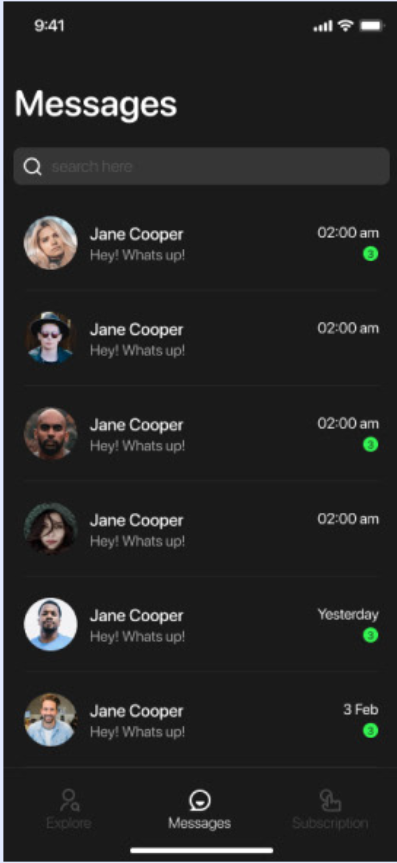 9:41
Messages
search here
Jane Cooper
02:00 am
Hey! Whats up!
3
Jane Cooper
02:00 am
Hey! Whats up!
Jane Cooper
02:00 am
Hey! Whats up!
3
Jane Cooper
02:00 am
Hey! Whats up!
Jane Cooper
Yesterday
Hey! Whats up!
3
Jane Cooper
3 Feb
Hey! Whats up!
3
Explore
Messages
Subscription